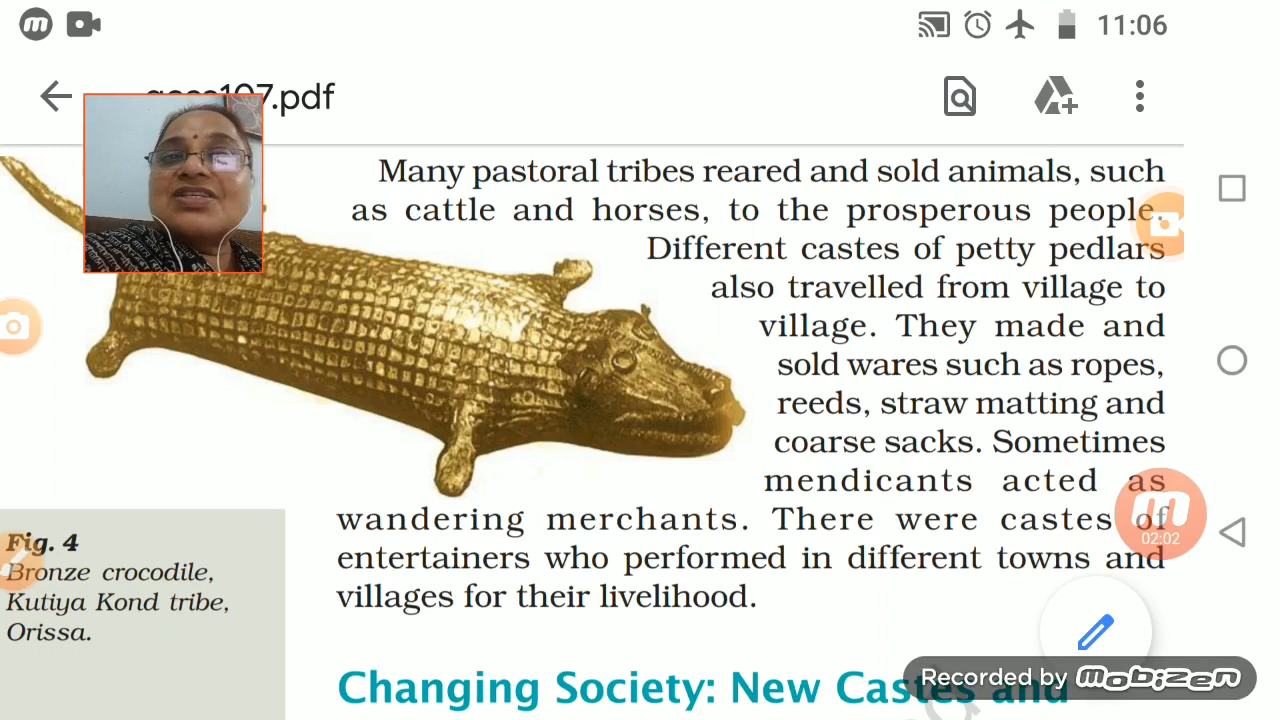 11:06
107.pdf
Many pastoral tribes reared and sold animals, such
as cattle and horses, to the prosperous people.
Different castes of petty pedlars
also travelled from village to
village. They made and
sold wares such as ropes,
reeds, straw matting and
coarse sacks. Sometimes
mendicants acted as
wandering merchants. There were castes of
entertainers who performed in different towns and
villages for their livelihood.
02:02
Fig. 4
Bronze crocodile,
Kutiya Kond tribe,
Orissa.
Changing Society: New Castes and
Recorded by mobizen